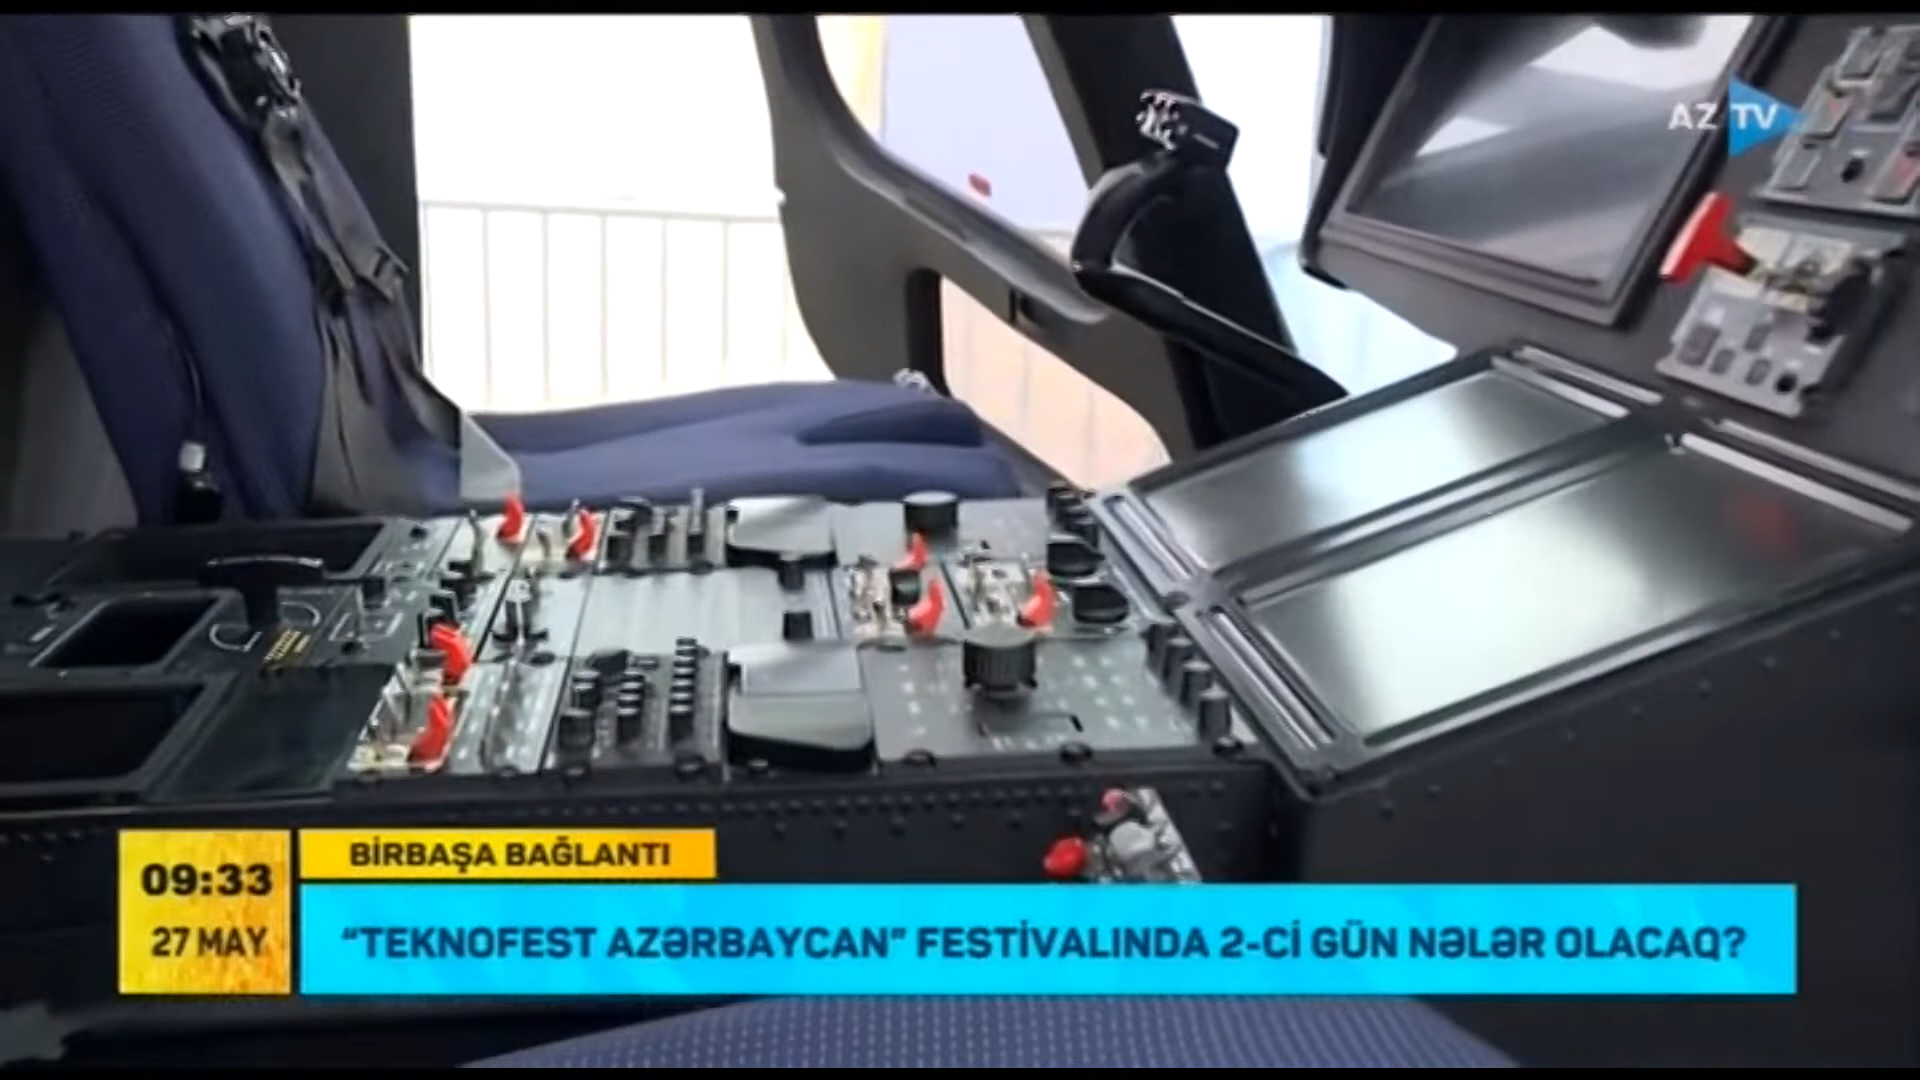 AZ TV
09:33
27 MAY
BİRBAŞA BAĞLANTI
“TEKNOFEST AZƏRBAYCAN” FESTİVALINDA 2-Cİ GÜN NƏLƏR OLACAQ?